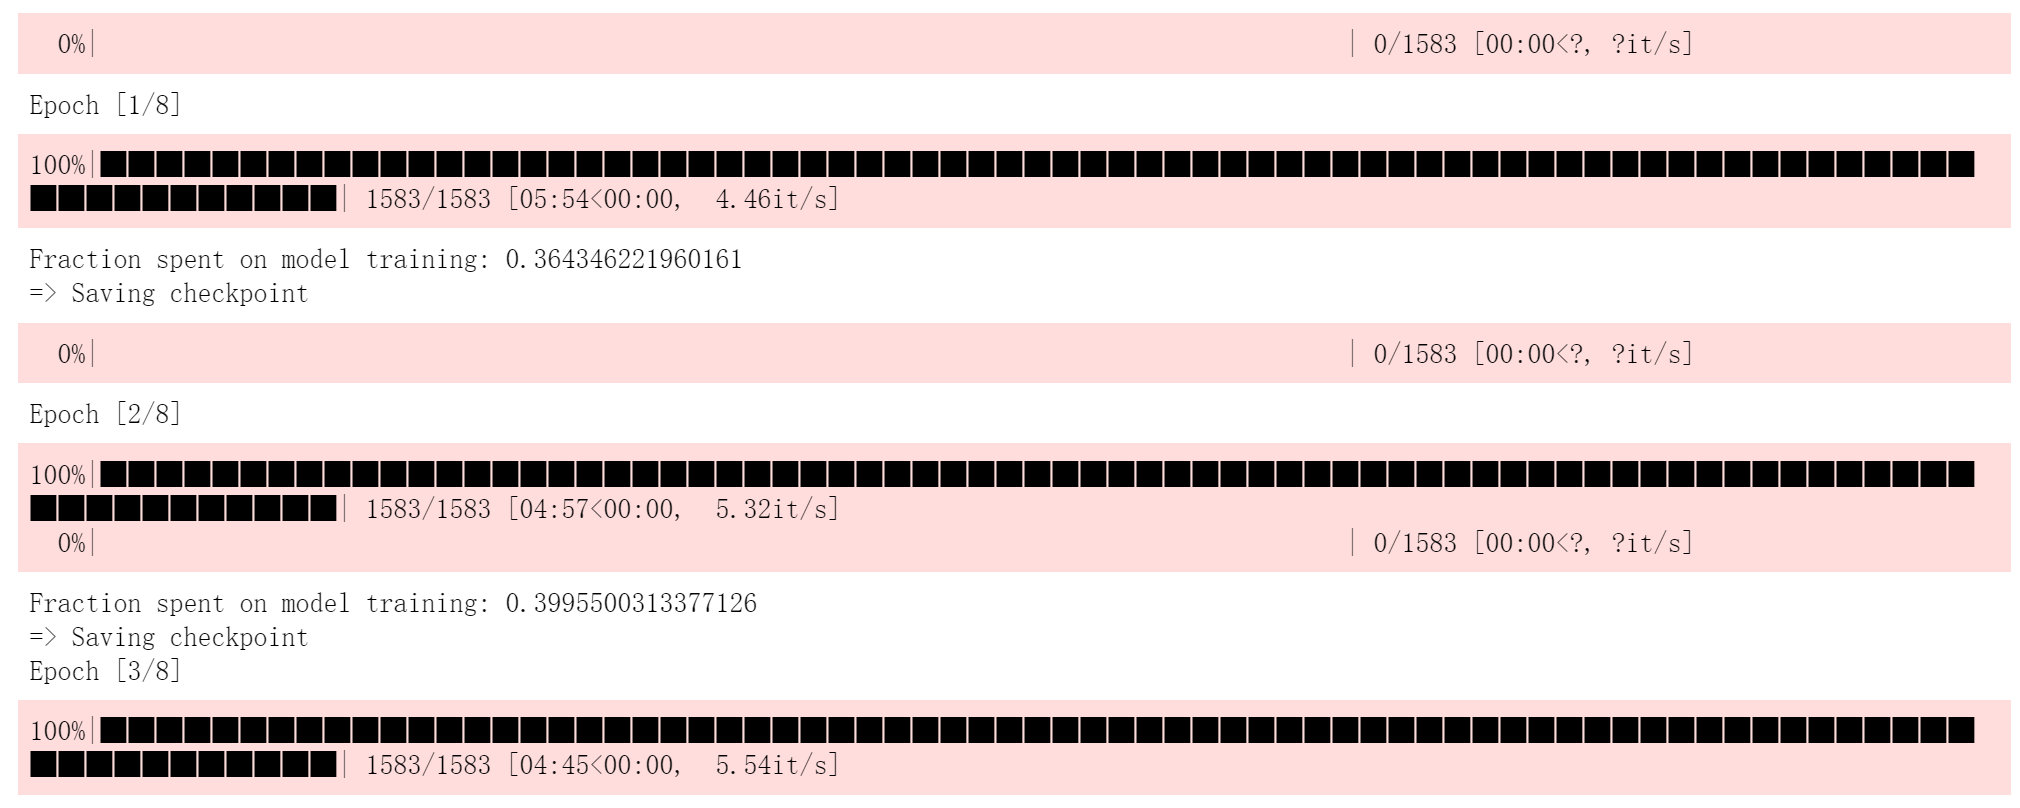 0%| | 0/1583 [00:00<?, ?it/s]
Epoch [1/8]
100%|███████████████████████████████████████████████████████████████████
███████████| 1583/1583 [05:54<00:00,  4.46it/s]
Fraction spent on model training: 0.364346221960161
=> Saving checkpoint
0%| | 0/1583 [00:00<?, ?it/s]
Epoch [2/8]
100%|███████████████████████████████████████████████████████████████████
███████████| 1583/1583 [04:57<00:00,  5.32it/s]
0%| | 0/1583 [00:00<?, ?it/s]
Fraction spent on model training: 0.3995500313377126
=> Saving checkpoint
Epoch [3/8]
100%|███████████████████████████████████████████████████████████████████
███████████| 1583/1583 [04:45<00:00,  5.54it/s]